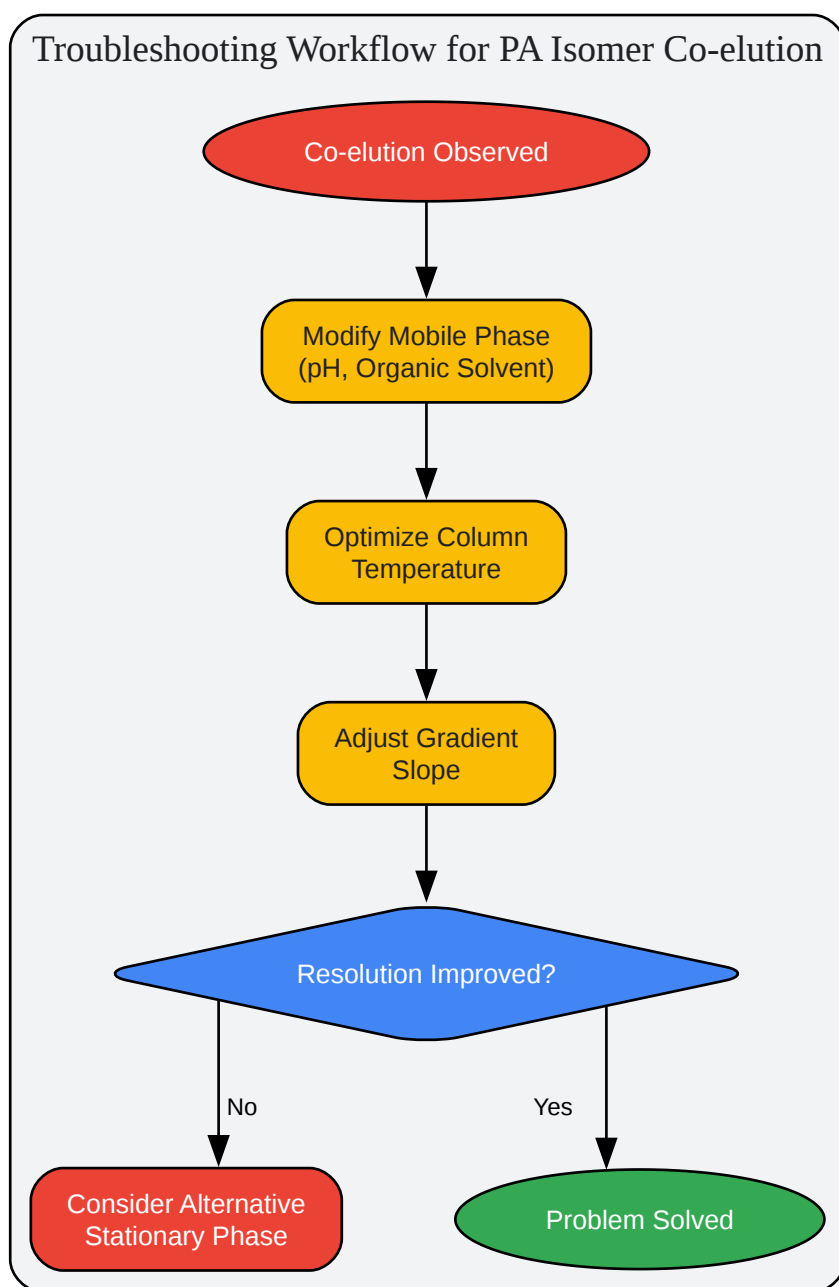 Troubleshooting Workflow for PA Isomer Co-elution
Co-elution Observed
Modify Mobile Phase
(pH, Organic Solvent)
Optimize Column
Temperature
Adjust Gradient
Slope
Resolution Improved?
No
Yes
Consider Alternative
Stationary Phase
Problem Solved